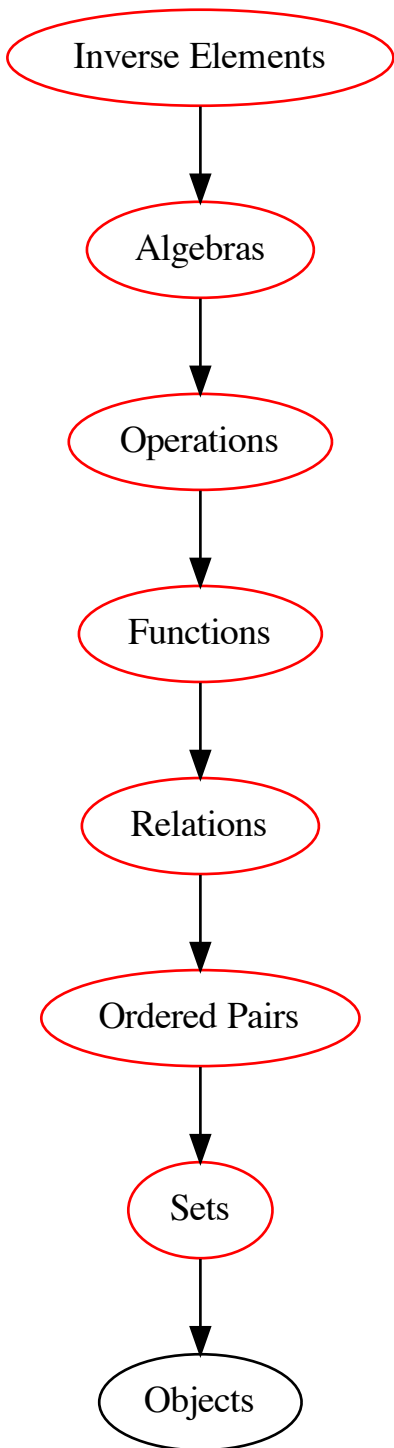 Inverse Elements
Algebras
Operations
Functions
Relations
Ordered Pairs
Sets
Objects